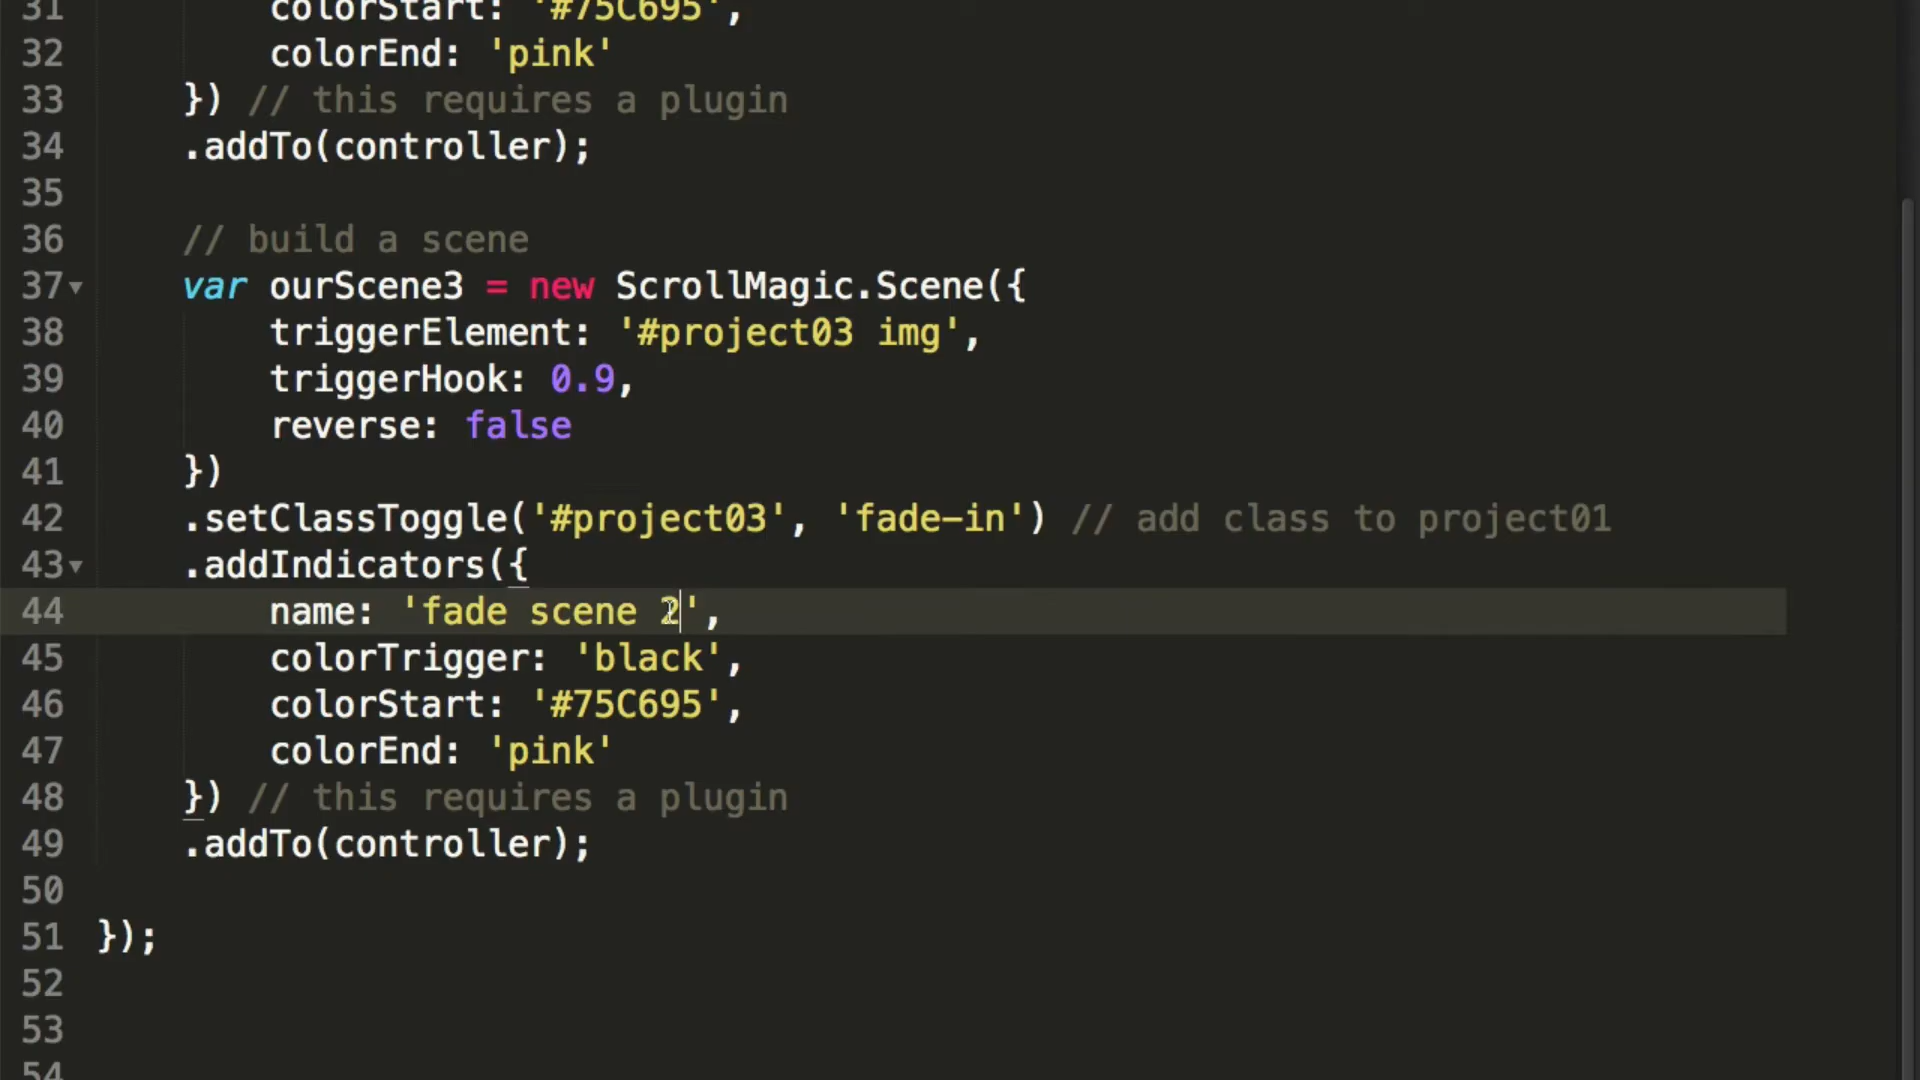 31 colorStart: '#75C695',
32 colorEnd: 'pink'
33 }) // this requires a plugin
34 .addTo(controller);
35
36 // build a scene
37 var ourScene3 = new ScrollMagic.Scene({
38 triggerElement: '#project03 img',
39 triggerHook: 0.9,
40 reverse: false
41 })
42 .setClassToggle('#project03', 'fade-in') // add class to project01
43 .addIndicators({
44 name: 'fade scene 2',
45 colorTrigger: 'black',
46 colorStart: '#75C695',
47 colorEnd: 'pink'
48 }) // this requires a plugin
49 .addTo(controller);
50
51 });
52
53
54